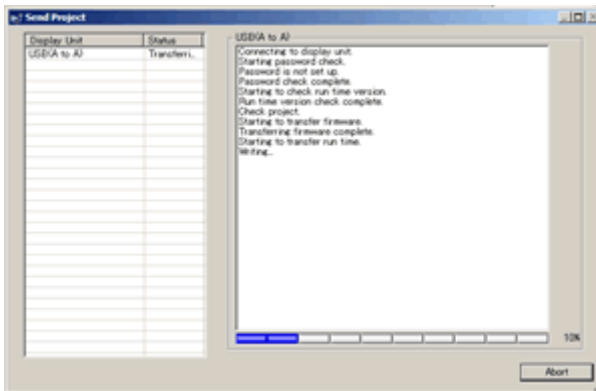 Send Project
Display Unit Status
USB(A to A) Transferri..
USB(A to A)
Connecting to display unit.
Starting password check.
Password is not set up.
Password check complete.
Starting to check run time version.
Run time version check complete.
Check project.
Starting to transfer firmware.
Transferring firmware complete.
Starting to transfer run time.
Writing...
10%
Abort